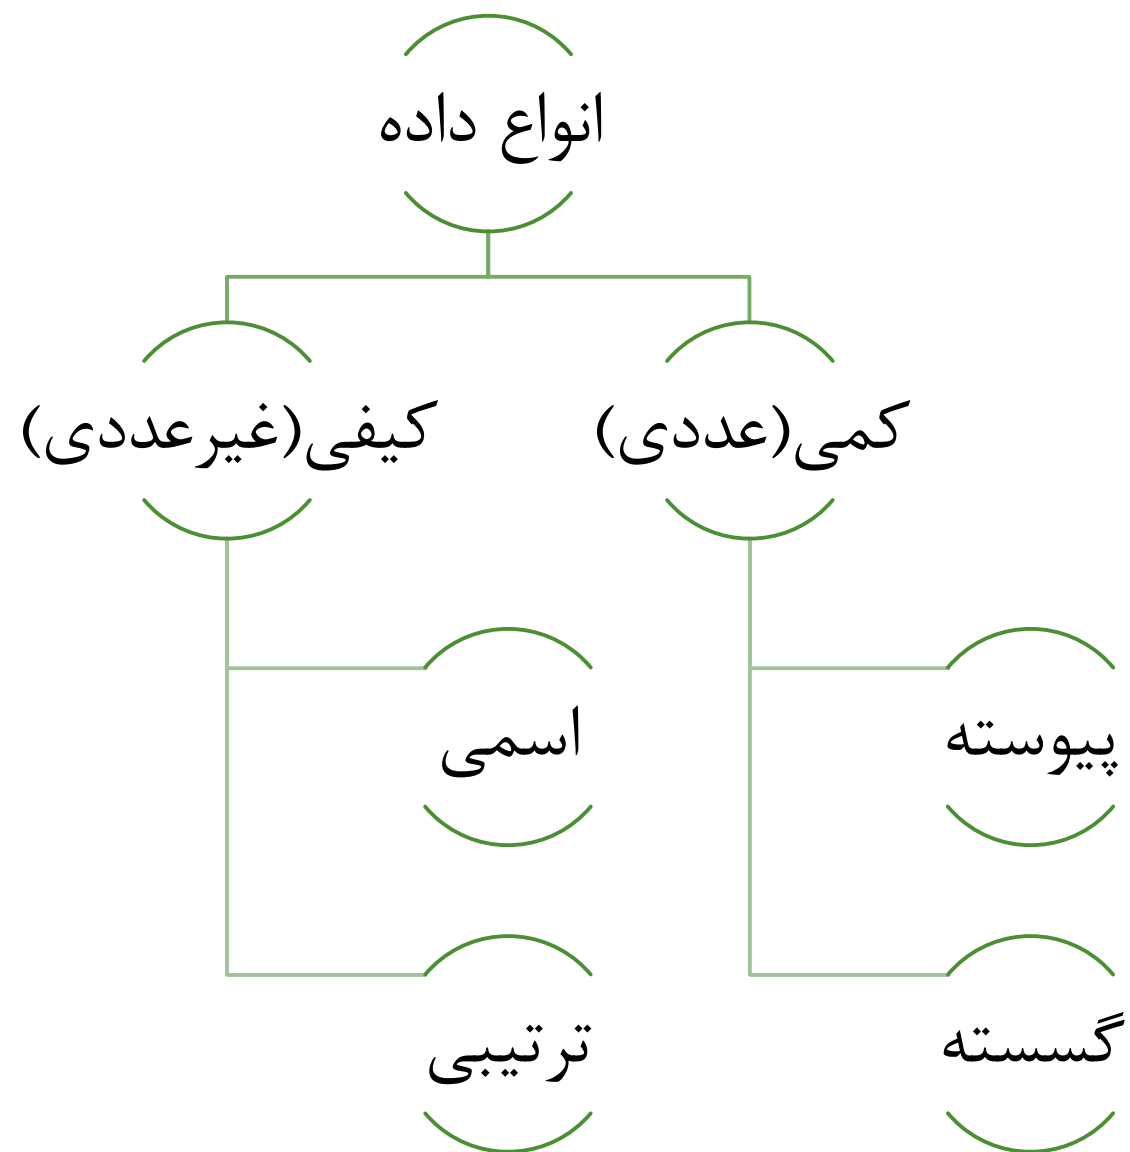 انواع داده
کمی(عددی)
کیفی(غیرعددی)
پیوسته
اسمی
گسسته
ترتیبی